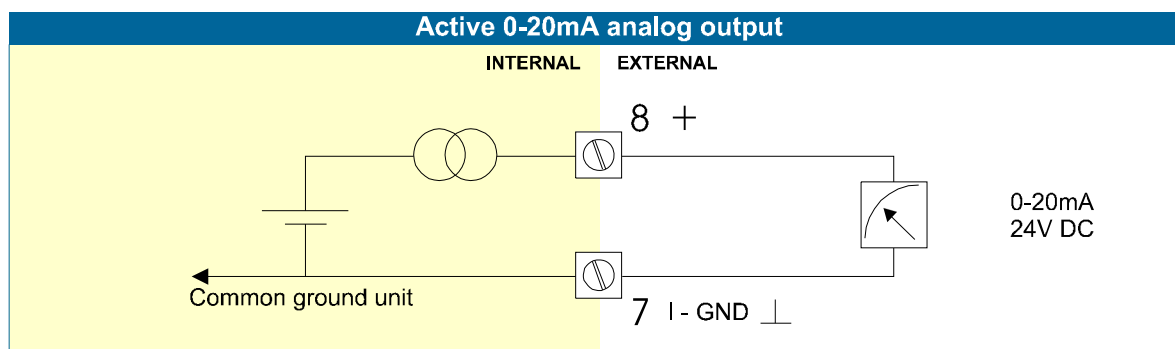 Active 0-20mA analog output
INTERNAL EXTERNAL
8 +
0-20mA
24V DC
Common ground unit
7 I - GND ⊥